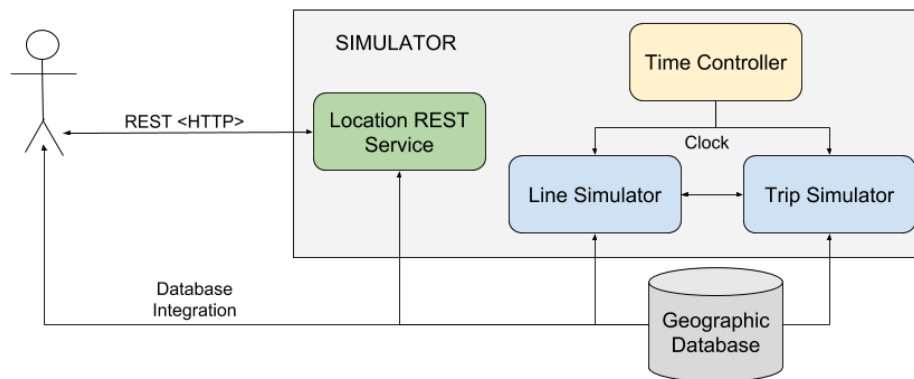 SIMULATOR
Time Controller
REST <HTTP>
Location REST
Service
Clock
Line Simulator
Trip Simulator
Database
Integration
Geographic
Database